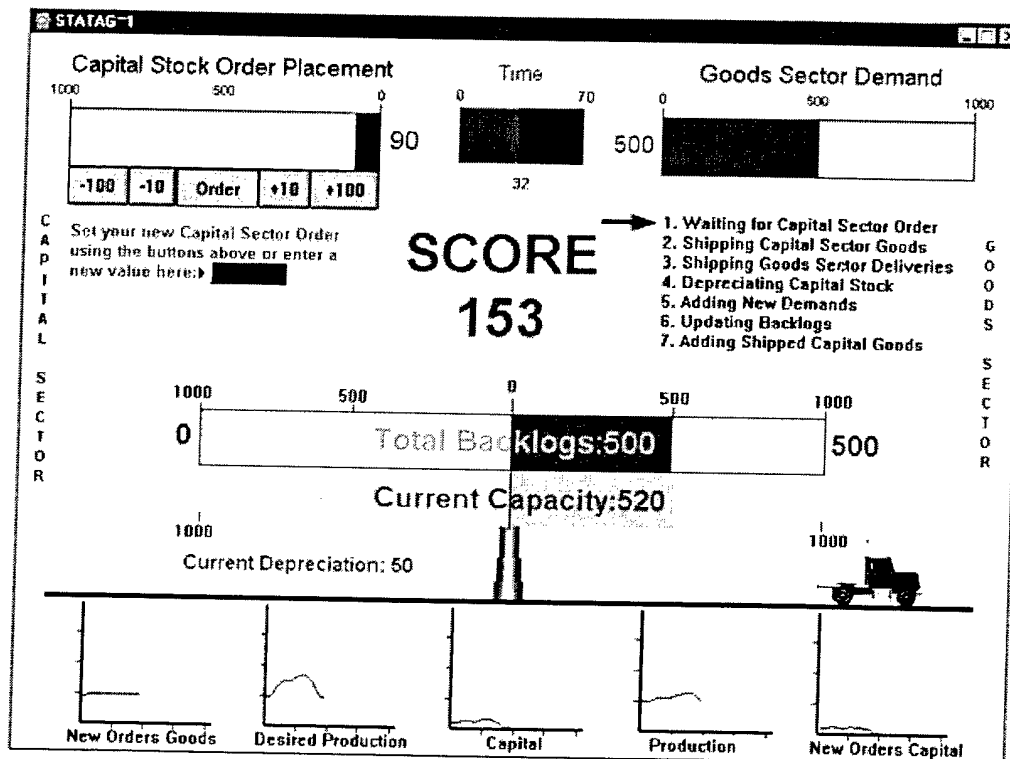 STATAG~1
Capital Stock Order Placement
Time
Goods Sector Demand
1000 500 0
0 70
0 500 1000
90
500
32
-100 -10 Order +10 +100
Set your new Capital Sector Order
using the buttons above or enter a
new value here:
CAPITAL SECTOR
SCORE
153
1. Waiting for Capital Sector Order
2. Shipping Capital Sector Goods
3. Shipping Goods Sector Deliveries
4. Depreciating Capital Stock
5. Adding New Demands
6. Updating Backlogs
7. Adding Shipped Capital Goods
GOODS SECTOR
1000 500 0 500 1000
0
Total Backlogs:500
500
Current Capacity:520
1000
1000
Current Depreciation: 50
New Orders Goods
Desired Production
Capital
Production
New Orders Capital